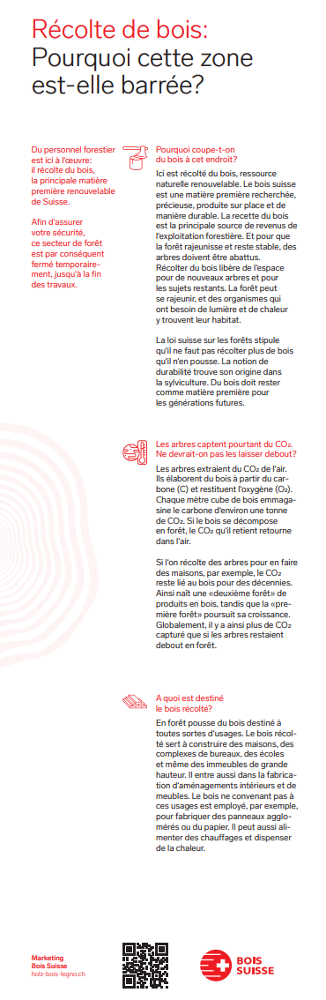 Récolte de bois:
Pourquoi cette zone
est-elle barrée?
Du personnel forestier
est ici à l'œuvre:
il récolte du bois,
la principale matière
première renouvelable
de Suisse.
Afin d'assurer
votre sécurité,
ce secteur de forêt
est par conséquent
fermé temporaire-
ment, jusqu'à la fin
des travaux.
Pourquoi coupe-t-on
du bois à cet endroit?
Ici est récolté du bois, ressource
naturelle renouvelable. Le bois suisse
est une matière première recherchée,
précieuse, produite sur place et de
manière durable. La recette du bois
est la principale source de revenus de
l'exploitation forestière. Et pour que
la forêt rajeunisse et reste stable, des
arbres doivent être abattus.
Récolter du bois libère de l'espace
pour de nouveaux arbres et pour
les sujets restants. La forêt peut
se rajeunir, et des organismes qui
ont besoin de lumière et de chaleur
y trouvent leur habitat.
La loi suisse sur les forêts stipule
qu'il ne faut pas récolter plus de bois
qu'il n'en pousse. La notion de
durabilité trouve son origine dans
la sylviculture. Du bois doit rester
comme matière première pour
les générations futures.
Les arbres captent pourtant du CO₂.
Ne devrait-on pas les laisser debout?
Les arbres extraient du CO₂ de l'air.
Ils élaborent du bois à partir du car-
bone (C) et restituent l'oxygène (O₂).
Chaque mètre cube de bois emmaga-
sine le carbone d'environ une tonne
de CO₂. Si le bois se décompose
en forêt, le CO₂ qu'il retient retourne
dans l'air.
Si l'on récolte des arbres pour en faire
des maisons, par exemple, le CO₂
reste lié au bois pour des décennies.
Ainsi naît une «deuxième forêt» de
produits en bois, tandis que la «pre-
mière forêt» poursuit sa croissance.
Globalement, il y a ainsi plus de CO₂
capturé que si les arbres restaient
debout en forêt.
A quoi est destiné
le bois récolté?
En forêt pousse du bois destiné à
toutes sortes d'usages. Le bois récol-
té sert à construire des maisons, des
complexes de bureaux, des écoles
et même des immeubles de grande
hauteur. Il entre aussi dans la fabrica-
tion d'aménagements intérieurs et de
meubles. Le bois ne convenant pas à
ces usages est employé, par exemple,
pour fabriquer des panneaux agglo-
mérés ou du papier. Il peut aussi ali-
menter des chauffages et dispenser
de la chaleur.
Marketing
Bois Suisse
holz-bois-legno.ch
BOIS
SUISSE